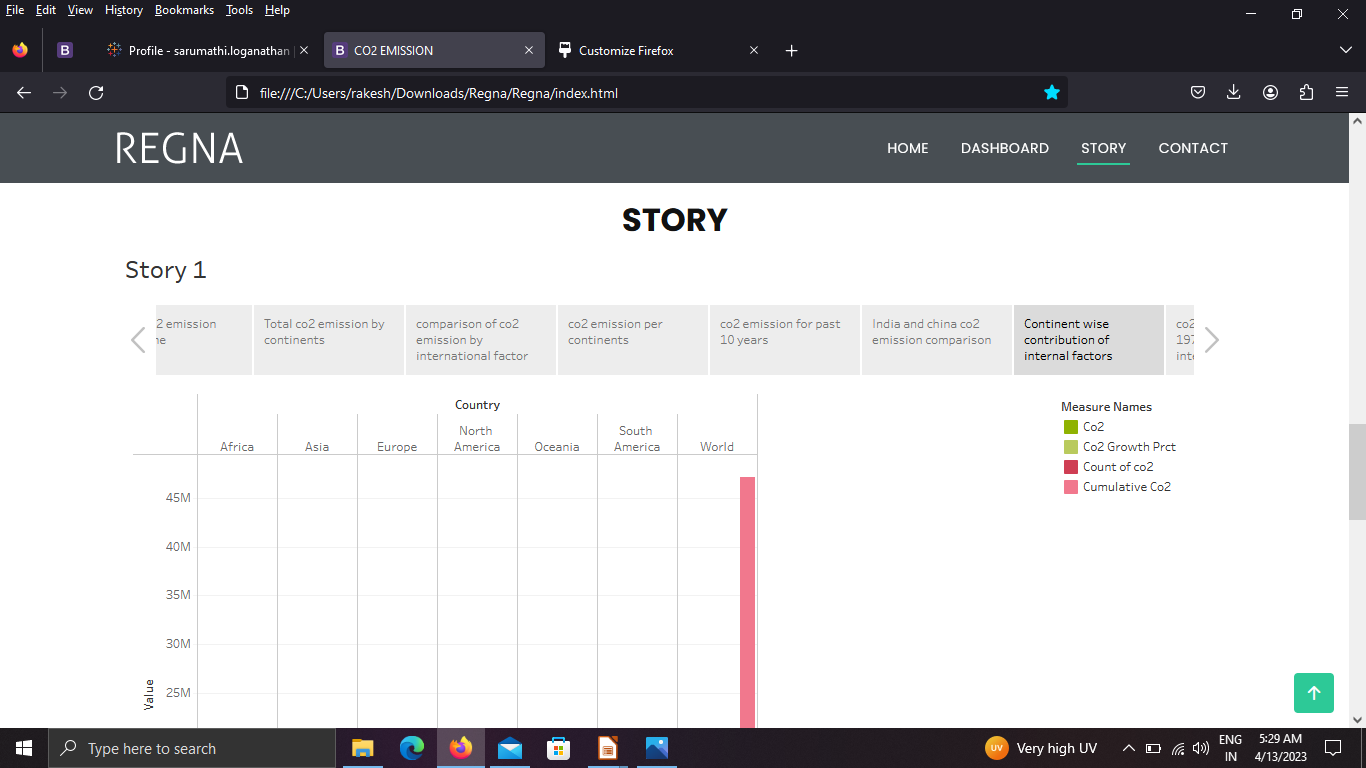 File Edit View History Bookmarks Tools Help
Profile - sarumathi.loganathan
CO2 EMISSION
Customize Firefox
file:///C:/Users/rakesh/Downloads/Regna/Regna/index.html
REGNA
HOME DASHBOARD STORY CONTACT
STORY
Story 1
2 emission
ne
Total co2 emission by
continents
comparison of co2
emission by
international factor
co2 emission per
continents
co2 emission for past
10 years
India and china co2
emission comparison
Continent wise
contribution of
internal factors
co2
197
inte
Country
Africa
Asia
Europe
North
America
Oceania
South
America
World
45M
40M
35M
30M
25M
Value
Measure Names
Co2
Co2 Growth Prct
Count of co2
Cumulative Co2
Type here to search
UV
Very high UV
ENG
IN
5:29 AM
4/13/2023